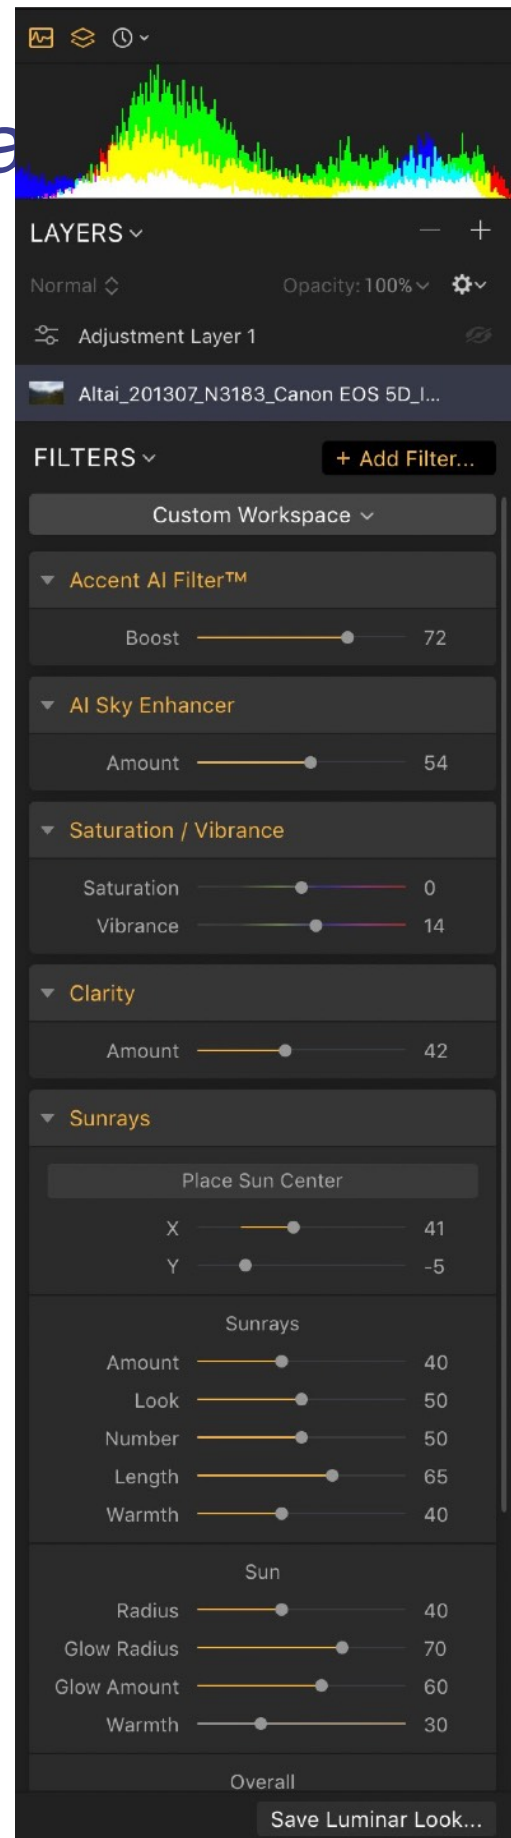 a
LAYERS
Normal Opacity: 100%
Adjustment Layer 1
Altai_201307_N3183_Canon EOS 5D_I...
FILTERS + Add Filter...
Custom Workspace
Accent AI Filter™
Boost 72
AI Sky Enhancer
Amount 54
Saturation / Vibrance
Saturation 0
Vibrance 14
Clarity
Amount 42
Sunrays
Place Sun Center
X 41
Y -5
Sunrays
Amount 40
Look 50
Number 50
Length 65
Warmth 40
Sun
Radius 40
Glow Radius 70
Glow Amount 60
Warmth 30
Overall
Save Luminar Look...